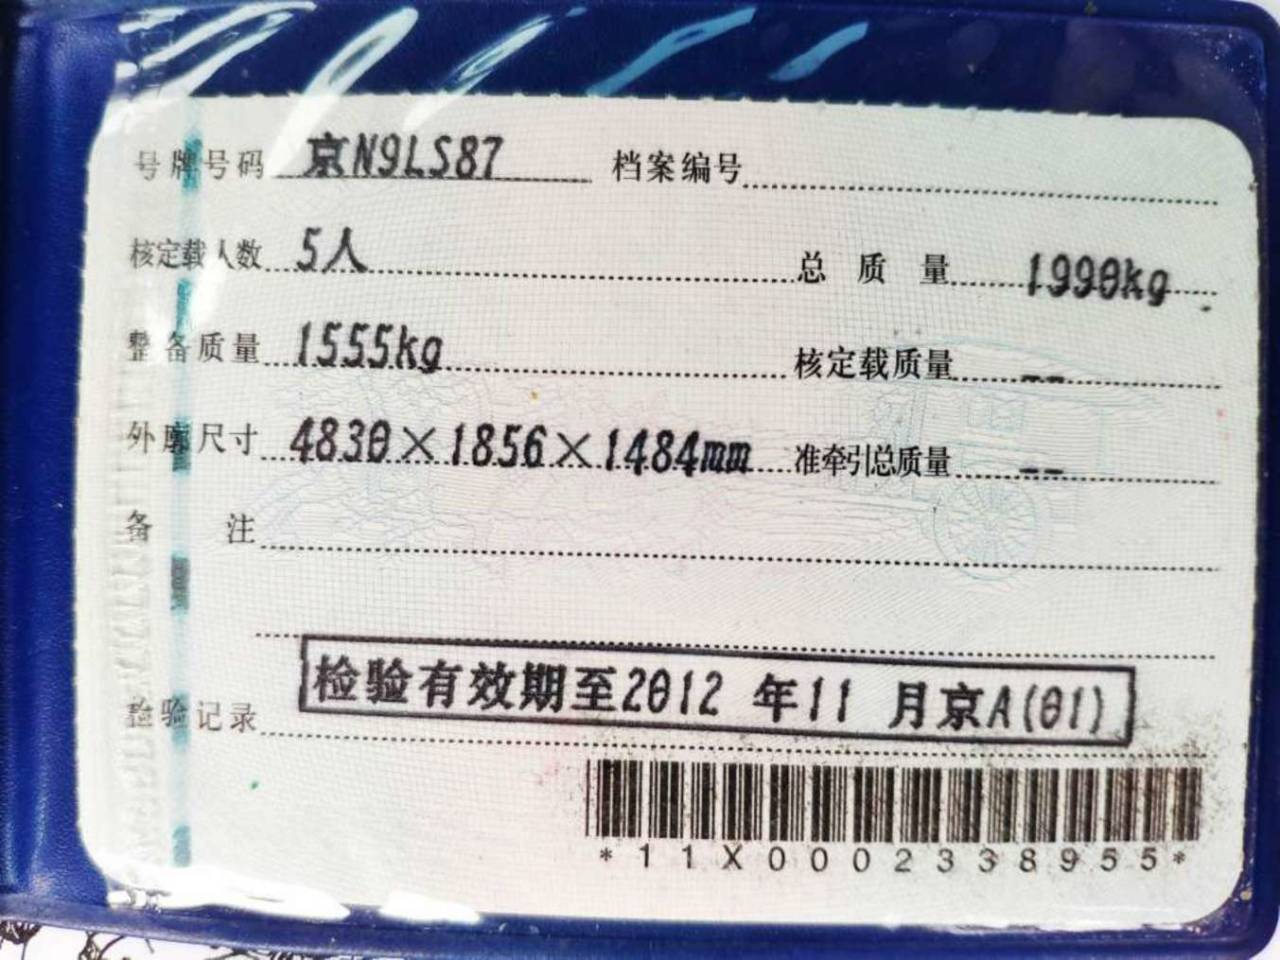 号牌号码 京N9LS87 档案编号
核定载人数 5人 总质量 1990kg
整备质量 1555kg 核定载质量 --
外廓尺寸 4830×1856×1484mm 准牵引总质量 --
备注
检验记录 检验有效期至2012 年11 月京A(01)
*11X0002338955*